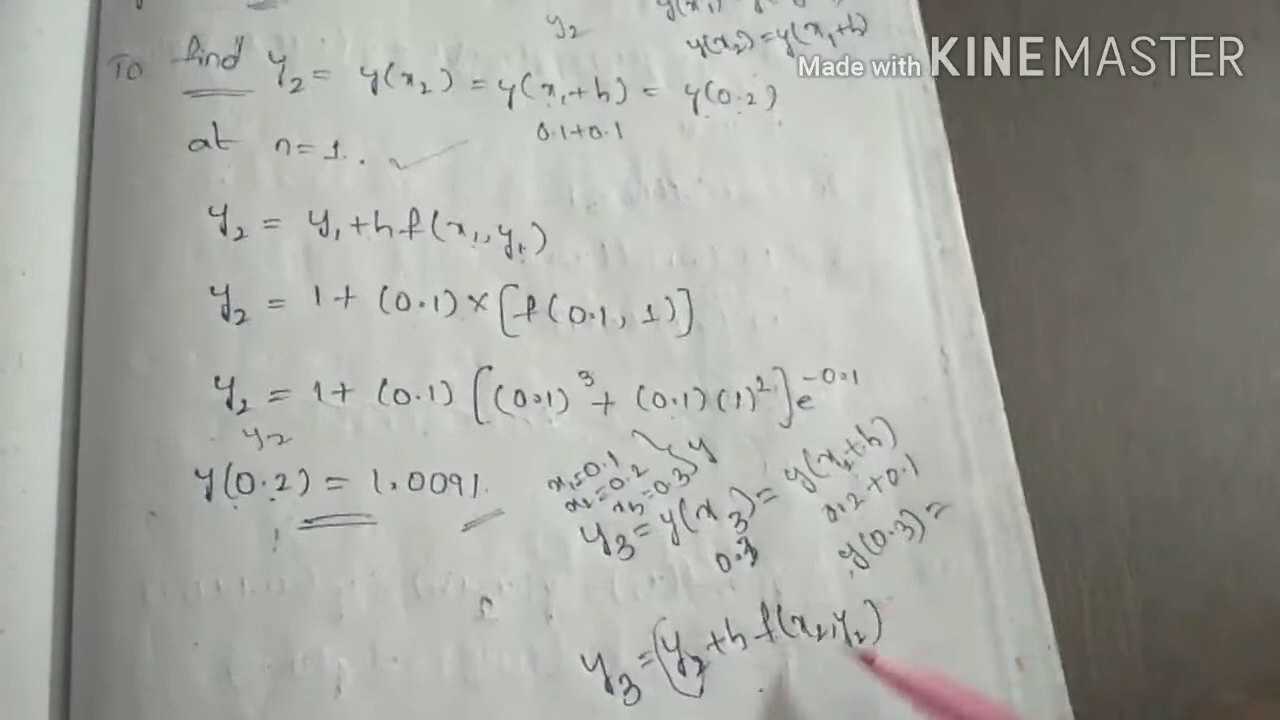 y₂
y(x₂) = y(x₁+h)
Made with KINEMASTER
To find y₂ = y(x₂) = y(x₁+h) = y(0.2)
0.1+0.1
at n=1.
y₂ = y₁ + h f(x₁, y₁)
y₂ = 1 + (0.1) × [f(0.1, 1)]
y₂ = 1 + (0.1) [(0.1)³ + (0.1)(1)²] e^-0.1
y₂
y(0.2) = 1.0091.
x₁=0.1
x₂=0.2
x₃=0.3 } y
y₃ = y(x₃) = y(x₂+h)
0.3
0.2+0.1
y(0.3) =
y₃ = (y₂ + h f(x₂, y₂)